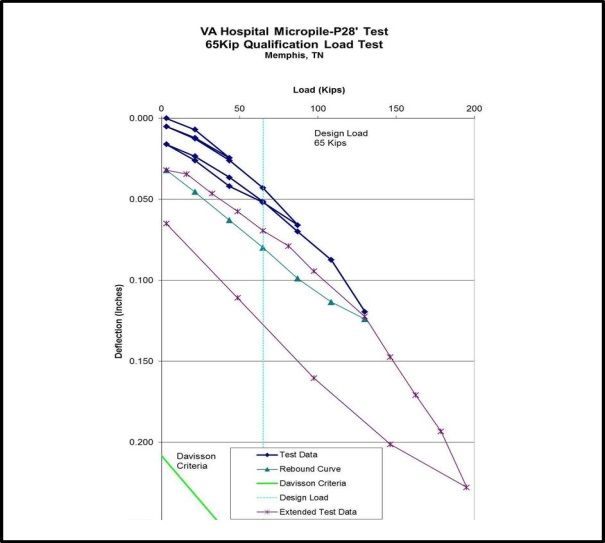 VA Hospital Micropile-P28' Test
65Kip Qualification Load Test
Memphis, TN
Load (Kips)
0 50 100 150 200
0.000
Design Load
65 Kips
0.050
0.100
Deflection (Inches)
0.150
0.200
Davisson
Criteria
Test Data
Rebound Curve
Davisson Criteria
Design Load
Extended Test Data